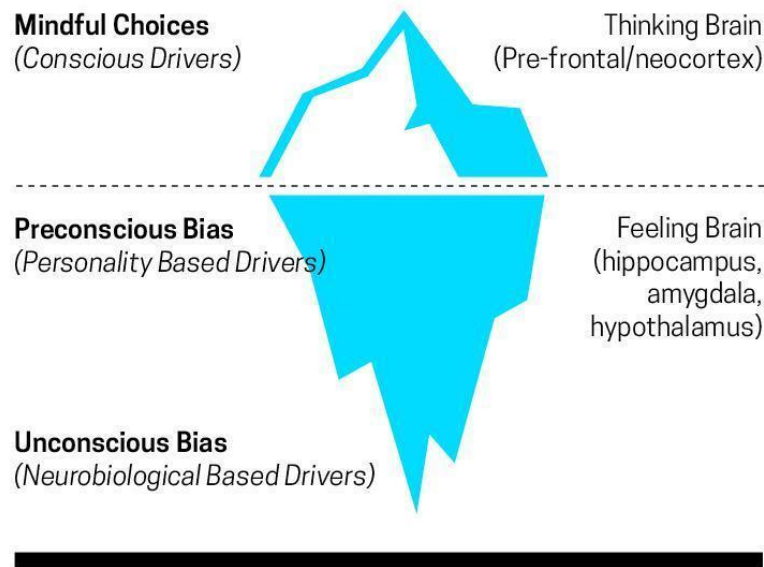 Mindful Choices
(Conscious Drivers)
Thinking Brain
(Pre-frontal/neocortex)
Preconscious Bias
(Personality Based Drivers)
Feeling Brain
(hippocampus,
amygdala,
hypothalamus)
Unconscious Bias
(Neurobiological Based Drivers)